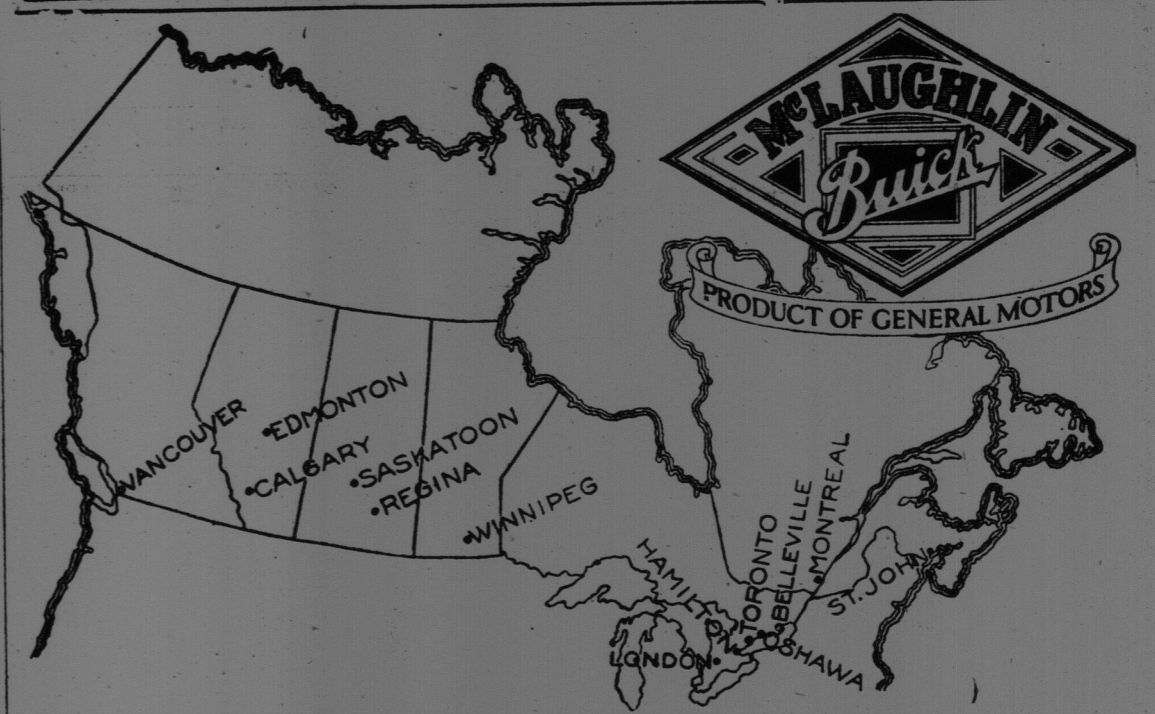 McLAUGHLIN
Buick
PRODUCT OF GENERAL MOTORS
VANCOUVER
EDMONTON
CALGARY
SASKATOON
REGINA
WINNIPEG
HAMILTON
TORONTO
BELLEVILLE
MONTREAL
ST. JOHN
LONDON
OSHAWA